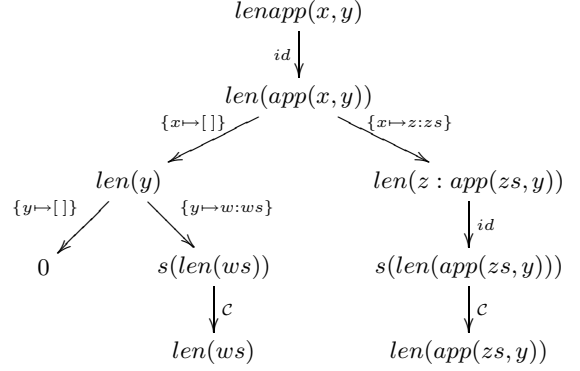 lenapp(x, y)
id
len(app(x, y))
{x↦[ ]} {x↦z:zs}
len(y) len(z : app(zs, y))
{y↦[ ]} {y↦w:ws} id
0 s(len(ws)) s(len(app(zs, y)))
C C
len(ws) len(app(zs, y))